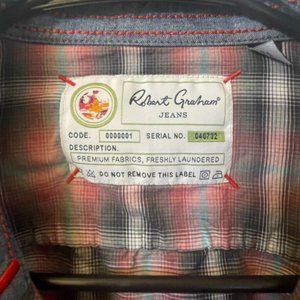 Robert Graham
JEANS
CODE. 0000001 SERIAL NO. 046732
DESCRIPTION.
PREMIUM FABRICS, FRESHLY LAUNDERED
DO NOT REMOVE THIS LABEL